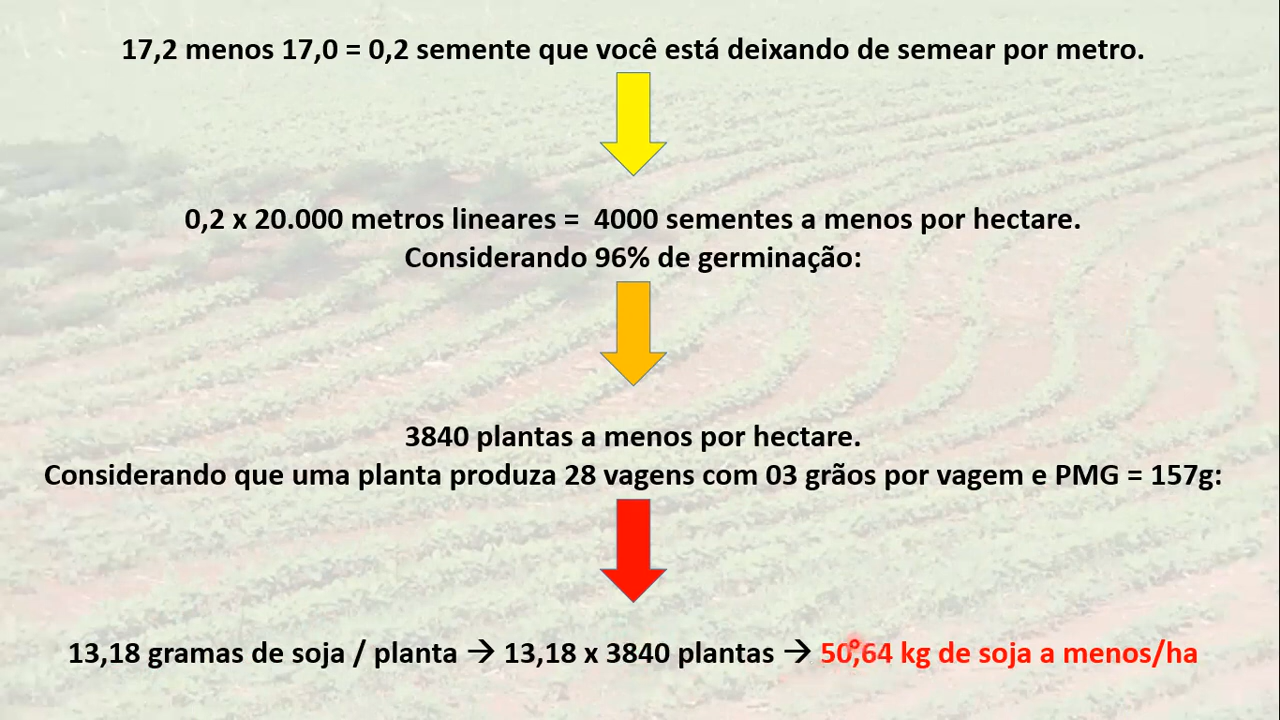 17,2 menos 17,0 = 0,2 semente que você está deixando de semear por metro.
0,2 x 20.000 metros lineares = 4000 sementes a menos por hectare.
Considerando 96% de germinação:
3840 plantas a menos por hectare.
Considerando que uma planta produza 28 vagens com 03 grãos por vagem e PMG = 157g:
13,18 gramas de soja / planta → 13,18 x 3840 plantas → 50,64 kg de soja a menos/ha